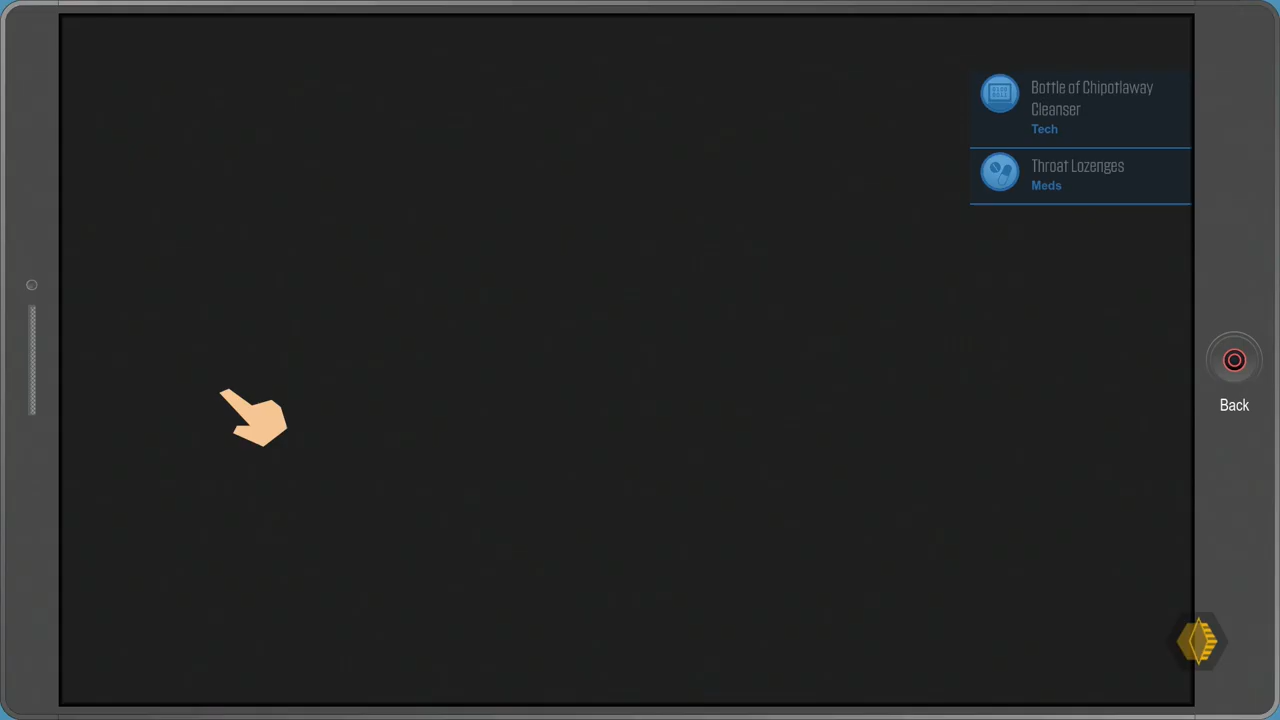 Bottle of Chipotlaway
Cleanser
Tech
Throat Lozenges
Meds
Back